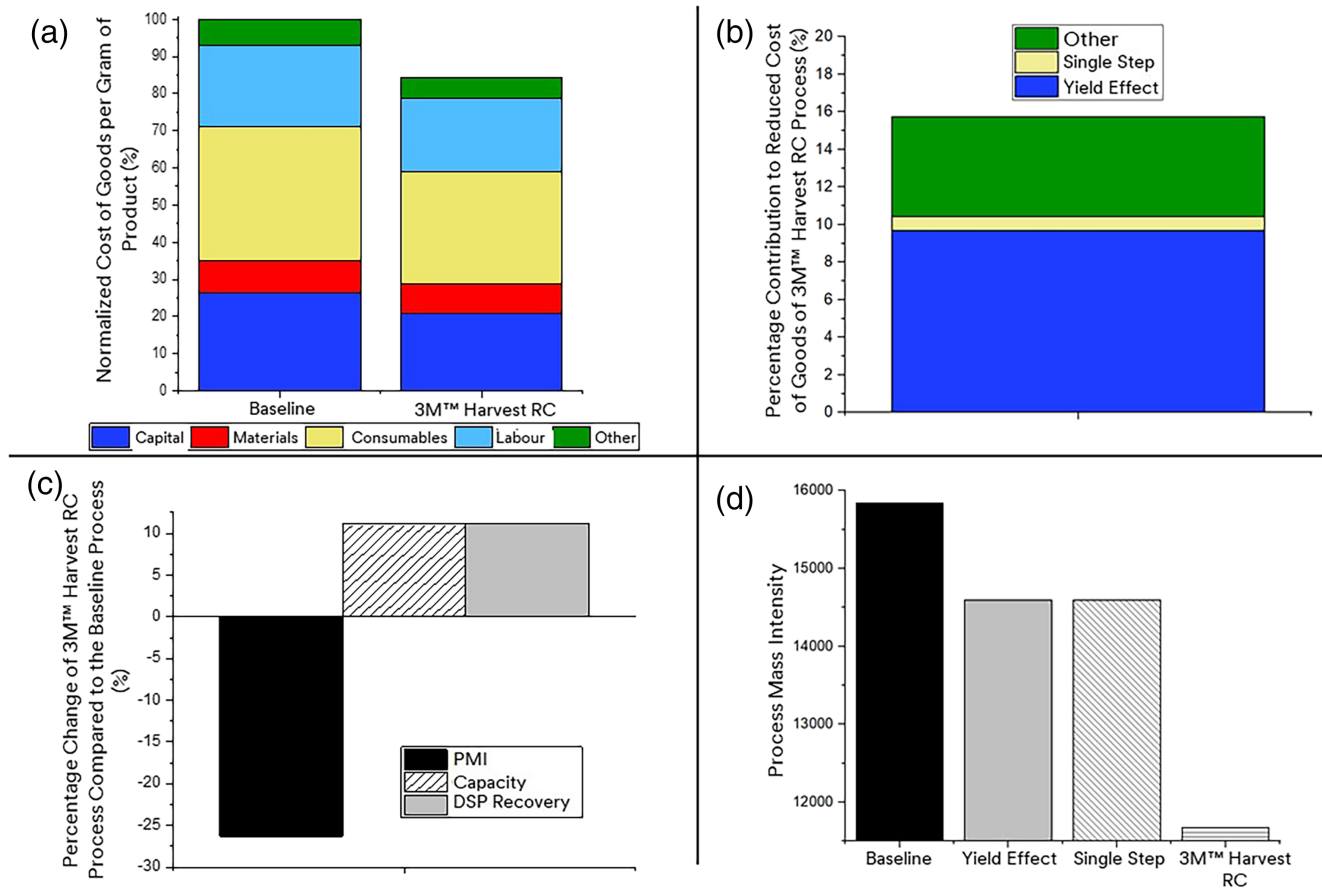 (a)
Normalized Cost of Goods per Gram of
Product (%)
100
90
80
70
60
50
40
30
20
10
0
Baseline
3M™ Harvest RC
Capital
Materials
Consumables
Labour
Other
(b)
Percentage Contribution to Reduced Cost
of Goods of 3M™ Harvest RC Process (%)
20
18
16
14
12
10
8
6
4
2
0
Other
Single Step
Yield Effect
(c)
Percentage Change of 3M™ Harvest RC
Process Compared to the Baseline Process
(%)
10
5
0
-5
-10
-15
-20
-25
-30
PMI
Capacity
DSP Recovery
(d)
Process Mass Intensity
16000
15000
14000
13000
12000
Baseline
Yield Effect
Single Step
3M™ Harvest
RC